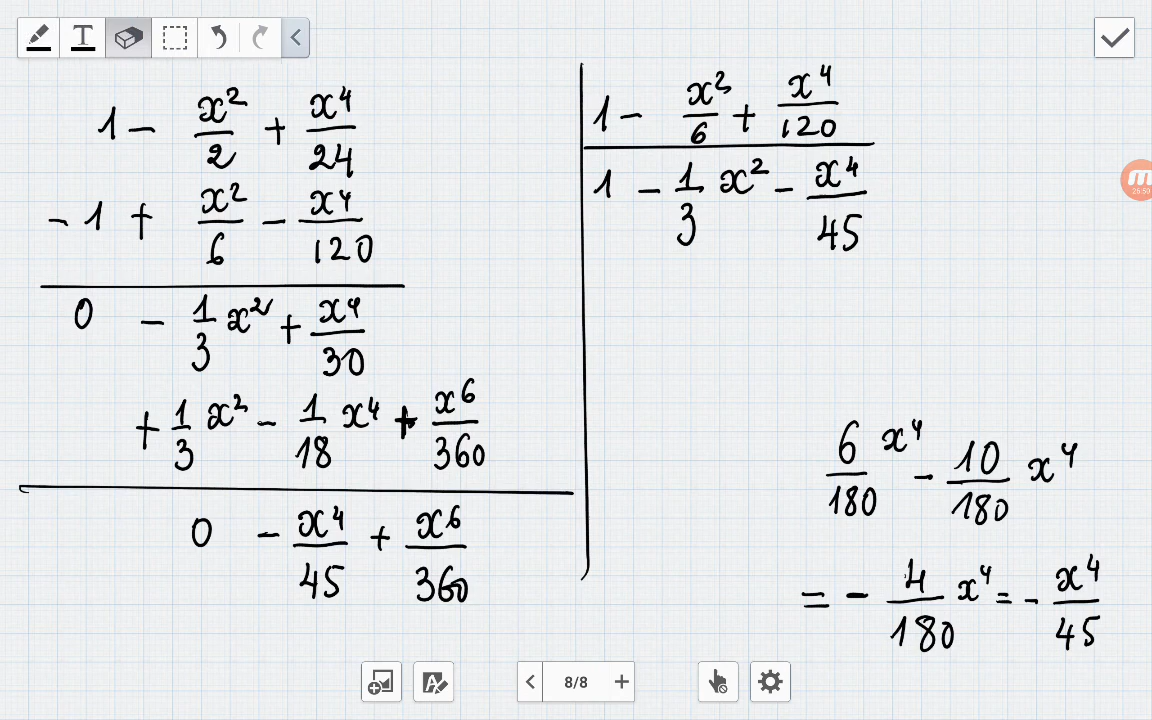 1 - x²/2 + x⁴/24
- 1 + x²/6 - x⁴/120
0 - 1/3 x² + x⁴/30
+ 1/3 x² - 1/18 x⁴ + x⁶/360
0 - x⁴/45 + x⁶/360
1 - x²/6 + x⁴/120
1 - 1/3 x² - x⁴/45
6/180 x⁴ - 10/180 x⁴
= - 4/180 x⁴ = - x⁴/45
T
8/8